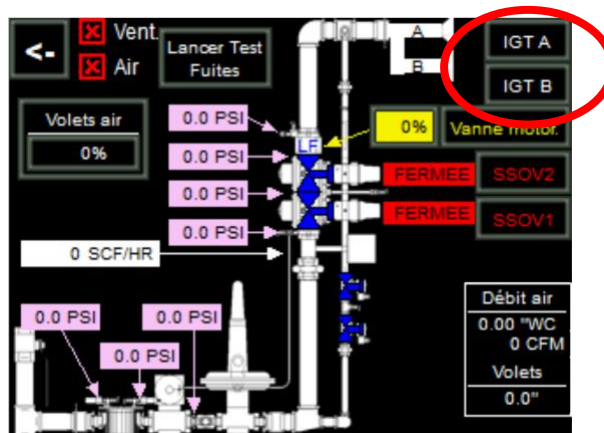 <-
Vent.
Air
Lancer Test
Fuites
A
B
IGT A
IGT B
Volets air
0%
0.0 PSI
0.0 PSI
0.0 PSI
0.0 PSI
LF
0%
Vanne motor.
FERMEE
SSOV2
FERMEE
SSOV1
0 SCF/HR
0.0 PSI
0.0 PSI
0.0 PSI
Débit air
0.00 "WC
0 CFM
Volets
0.0"